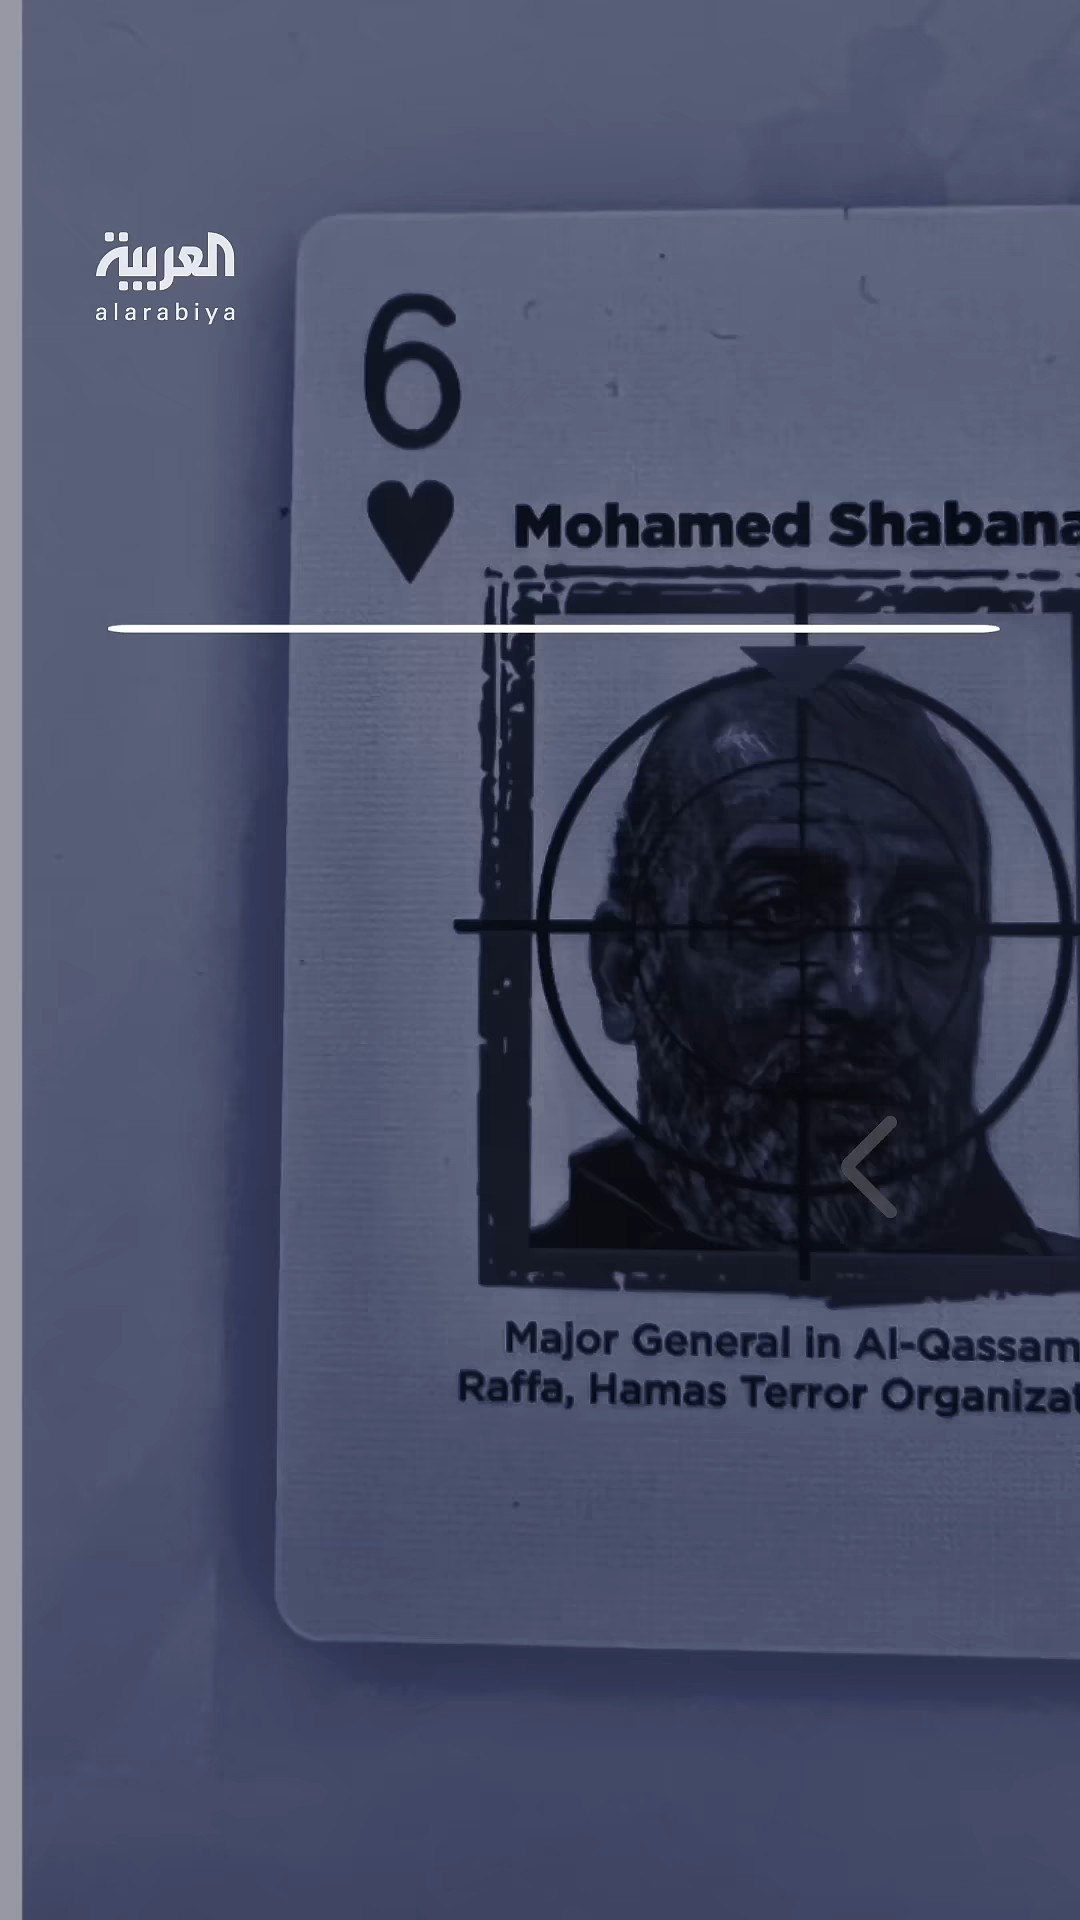 العربية
alarabiya
6
Mohamed Shabana
Major General in Al-Qassam
Raffa, Hamas Terror Organizat